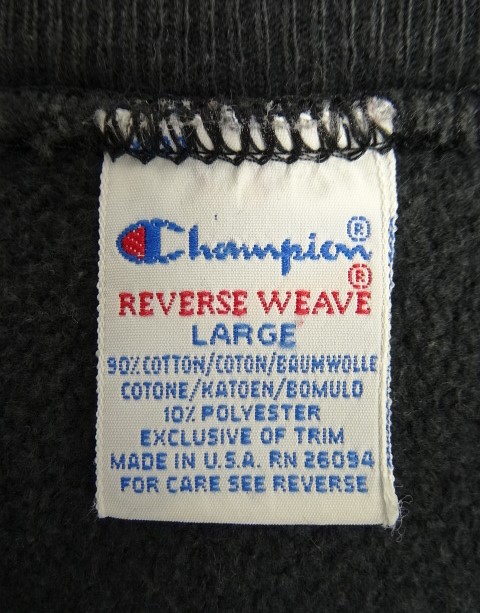 Champion®
REVERSE WEAVE®
LARGE
90% COTTON/COTON/BAUMWOLLE
COTONE/KATOEN/BOMULD
10% POLYESTER
EXCLUSIVE OF TRIM
MADE IN U.S.A. RN 26094
FOR CARE SEE REVERSE